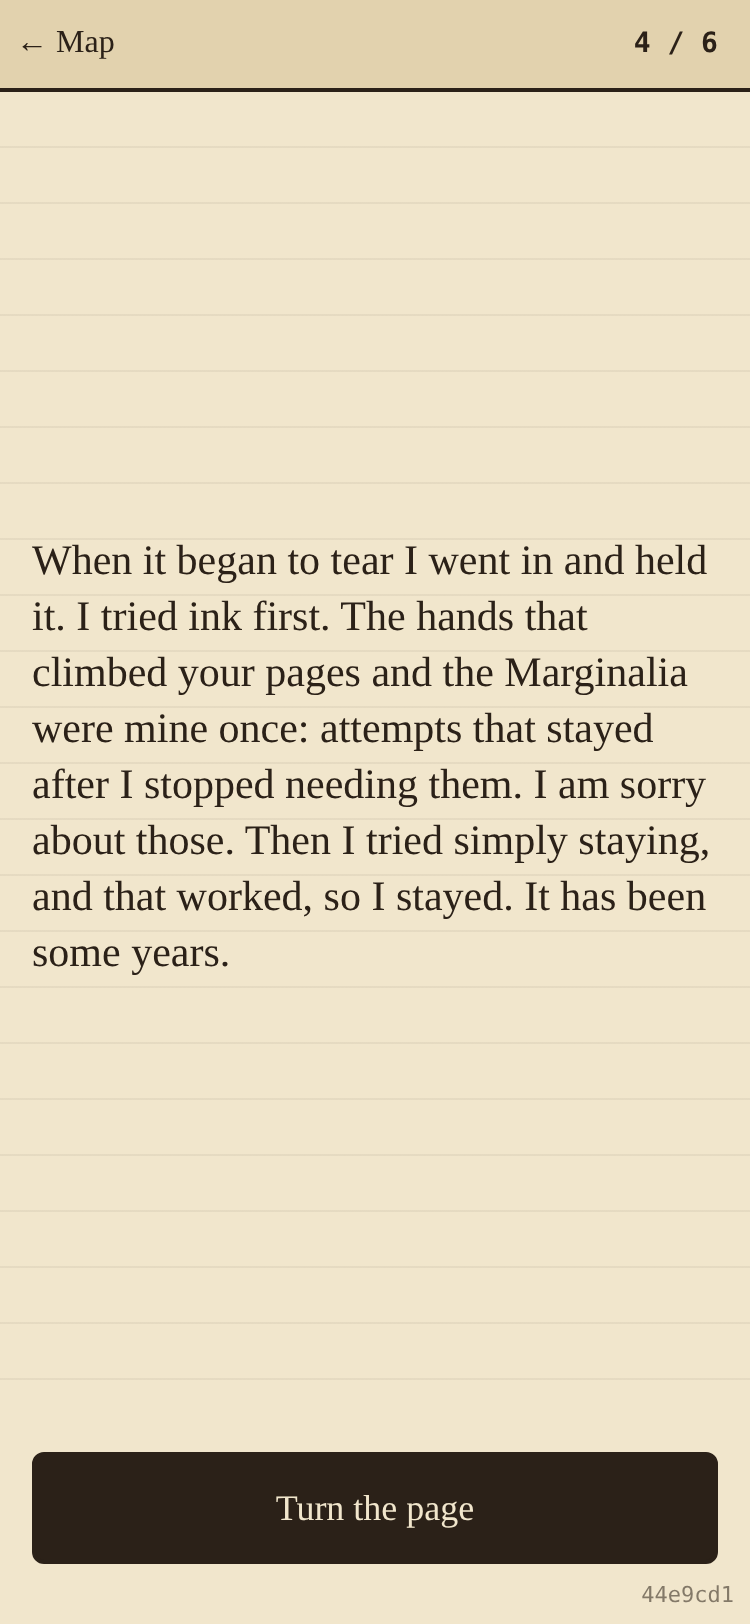 ← Map
4 / 6
When it began to tear I went in and held
it. I tried ink first. The hands that
climbed your pages and the Marginalia
were mine once: attempts that stayed
after I stopped needing them. I am sorry
about those. Then I tried simply staying,
and that worked, so I stayed. It has been
some years.
Turn the page
44e9cd1